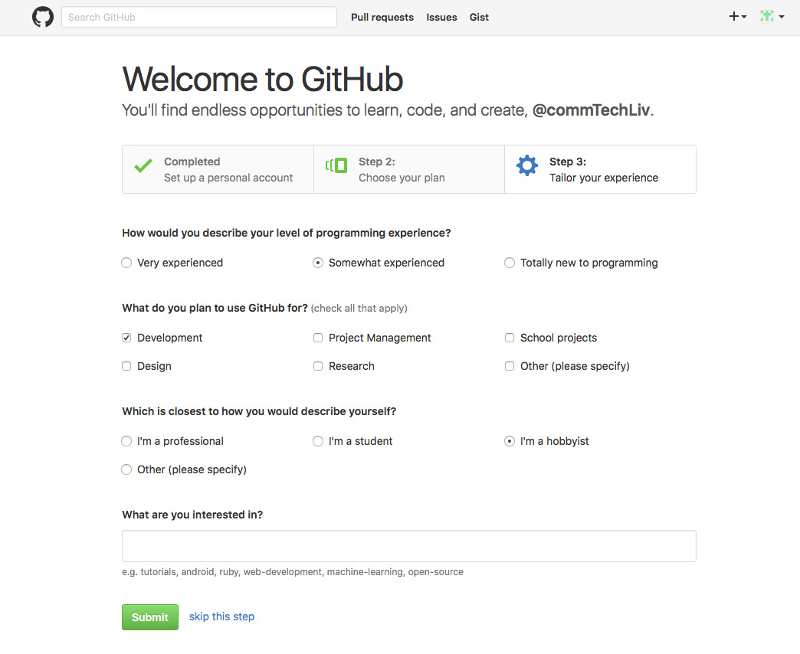 Search GitHub Pull requests Issues Gist
Welcome to GitHub
You'll find endless opportunities to learn, code, and create, @commTechLiv.
Completed
Set up a personal account
Step 2:
Choose your plan
Step 3:
Tailor your experience
How would you describe your level of programming experience?
Very experienced Somewhat experienced Totally new to programming
What do you plan to use GitHub for? (check all that apply)
Development Project Management School projects
Design Research Other (please specify)
Which is closest to how you would describe yourself?
I'm a professional I'm a student I'm a hobbyist
Other (please specify)
What are you interested in?
e.g. tutorials, android, ruby, web-development, machine-learning, open-source
Submit skip this step